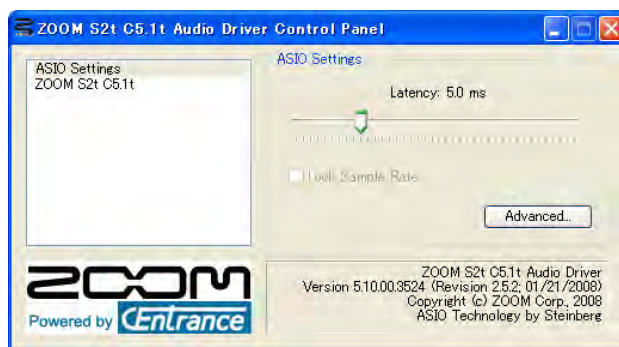 ZOOM S2t C5.1t Audio Driver Control Panel
ASIO Settings
ZOOM S2t C5.1t
ASIO Settings
Latency: 5.0 ms
Lock Sample Rate
Advanced...
ZOOM
Powered by CEntrance
ZOOM S2t C5.1t Audio Driver
Version 5.10.00.3524 (Revision 2.5.2; 01/21/2008)
Copyright (c) ZOOM Corp., 2008
ASIO Technology by Steinberg